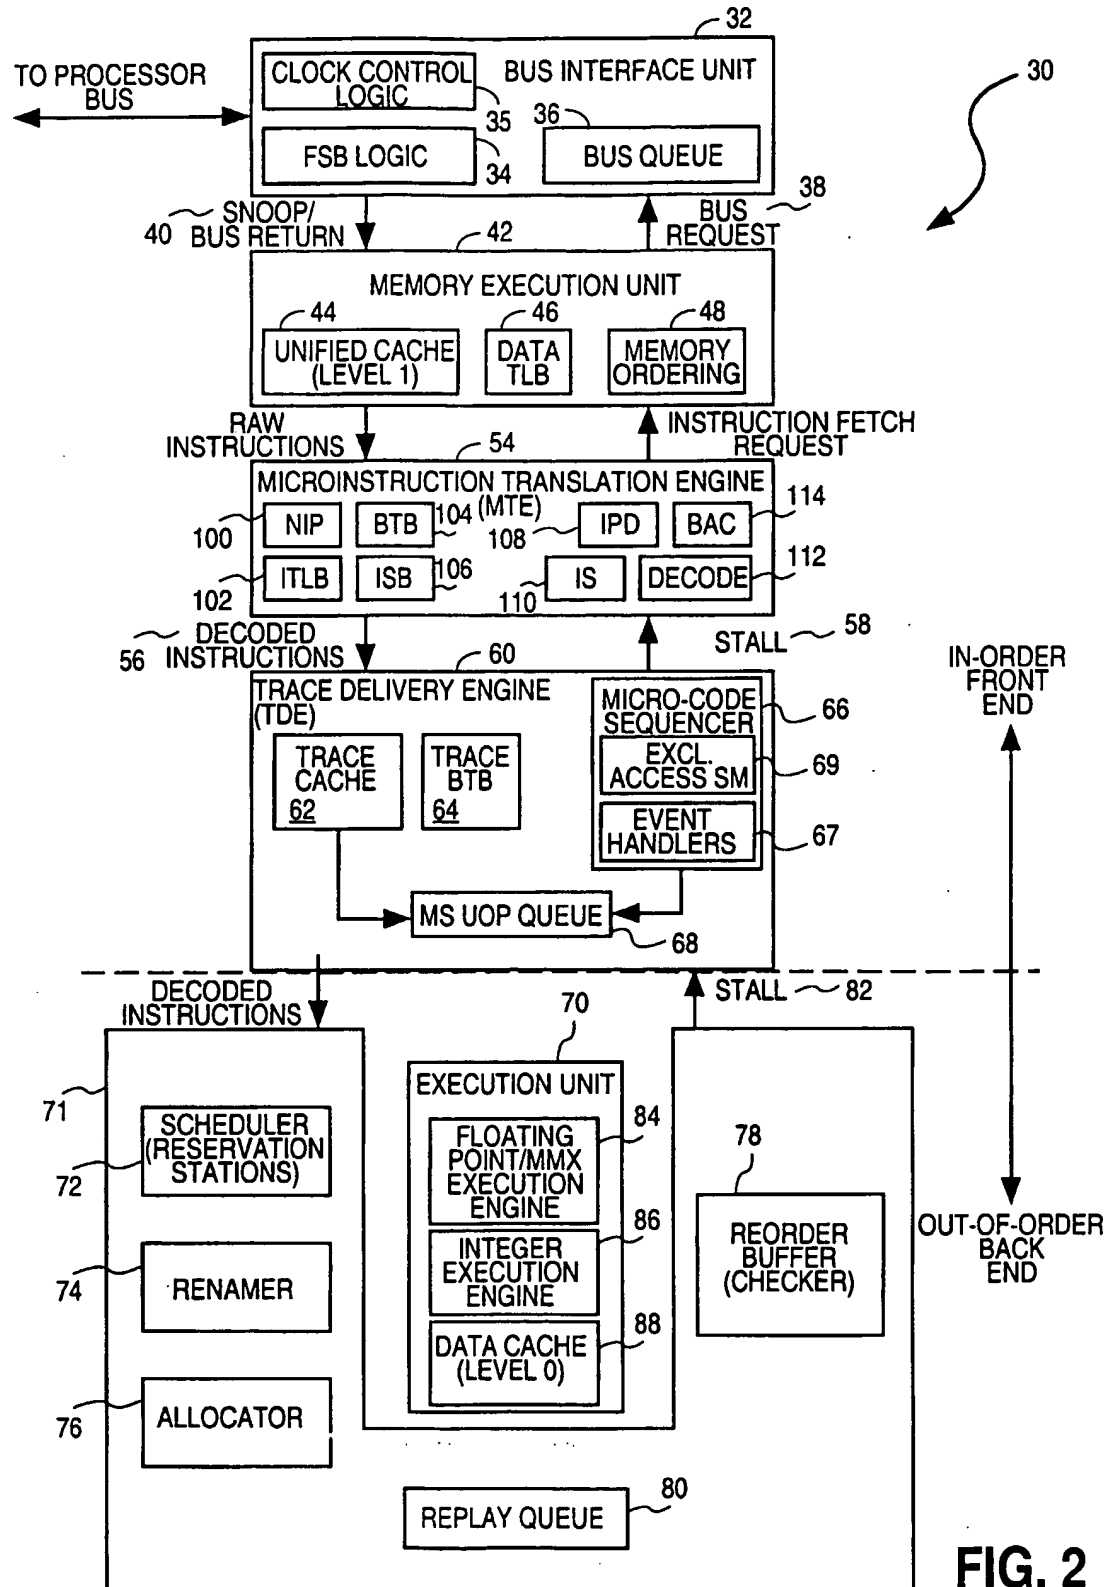 32
CLOCK CONTROL
LOGIC
35
BUS INTERFACE UNIT
TO PROCESSOR
BUS
30
FSB LOGIC
34
36
BUS QUEUE
40
SNOOP/
BUS RETURN
BUS
REQUEST
38
42
MEMORY EXECUTION UNIT
44
UNIFIED CACHE
(LEVEL 1)
46
DATA
TLB
48
MEMORY
ORDERING
RAW
INSTRUCTIONS
INSTRUCTION FETCH
REQUEST
54
MICROINSTRUCTION TRANSLATION ENGINE
(MTE)
100
NIP
BTB
104
108
IPD
BAC
114
102
ITLB
ISB
106
110
IS
DECODE
112
56
DECODED
INSTRUCTIONS
STALL
58
60
TRACE DELIVERY ENGINE
(TDE)
TRACE
CACHE
62
TRACE
BTB
64
MICRO-CODE
SEQUENCER
66
EXCL.
ACCESS SM
69
EVENT
HANDLERS
67
MS UOP QUEUE
68
IN-ORDER
FRONT
END
DECODED
INSTRUCTIONS
STALL
82
71
70
EXECUTION UNIT
SCHEDULER
(RESERVATION
STATIONS)
72
FLOATING
POINT/MMX
EXECUTION
ENGINE
84
78
REORDER
BUFFER
(CHECKER)
OUT-OF-ORDER
BACK
END
74
RENAMER
INTEGER
EXECUTION
ENGINE
86
DATA CACHE
(LEVEL 0)
88
76
ALLOCATOR
REPLAY QUEUE
80
FIG. 2